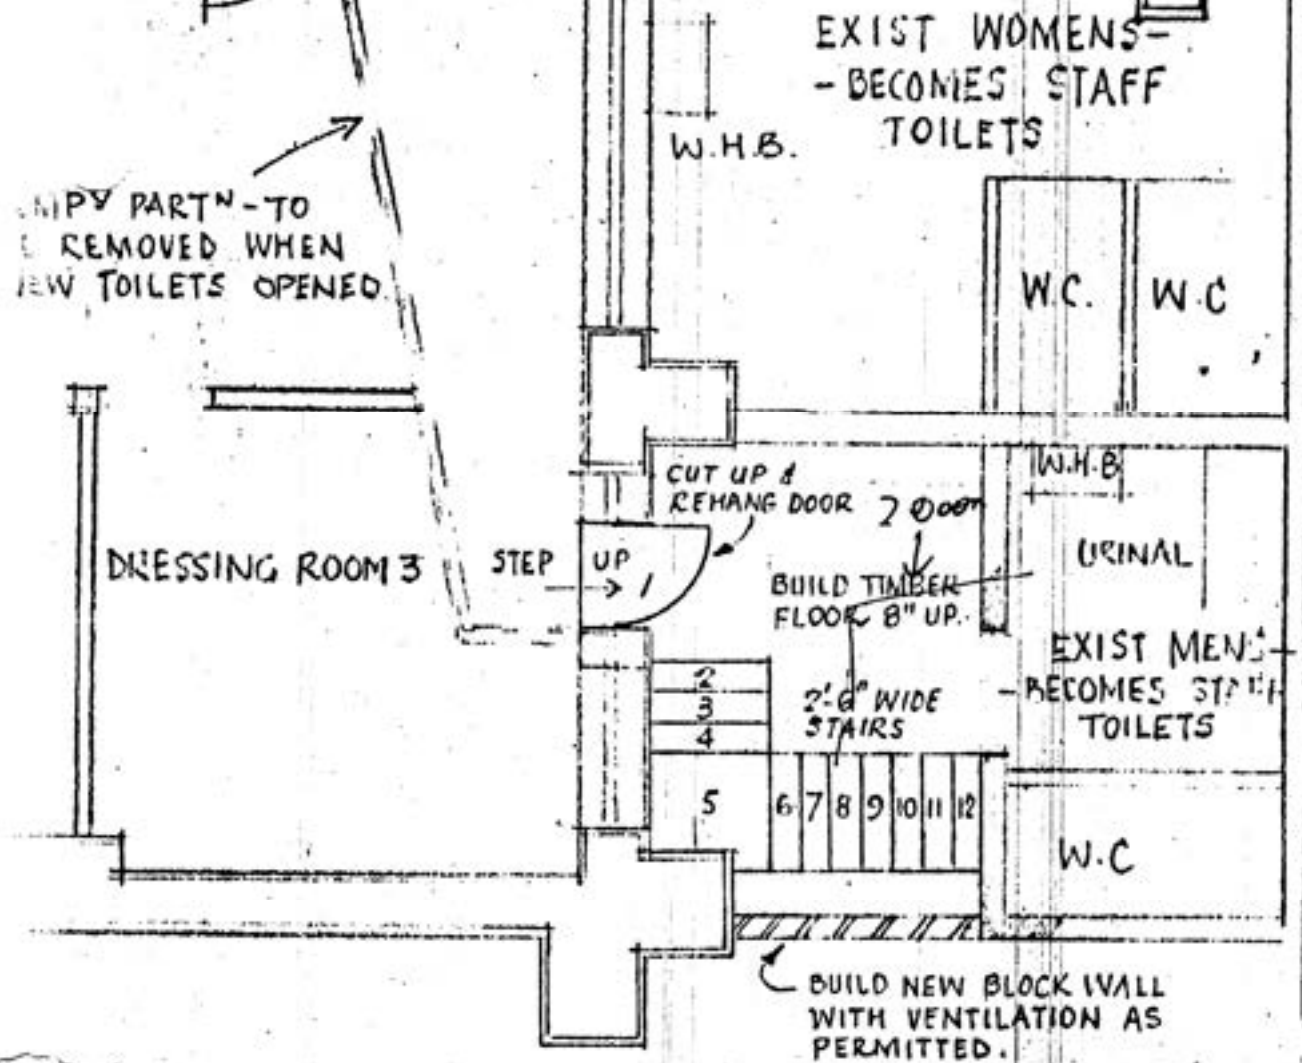 EXIST WOMENS-
- BECOMES STAFF
TOILETS
W.H.B.
PARTN - TO
REMOVED WHEN
TOILETS OPENED
W.C.
W.C
CUT UP &
REHANG DOOR
W.H.B
DRESSING ROOM 3
STEP UP
1
BUILD TIMBER
FLOOR 8" UP.
URINAL
EXIST MENS-
- BECOMES STAFF
TOILETS
2
3
4
2'-6" WIDE
STAIRS
5
6 7 8 9 10 11 12
W.C
BUILD NEW BLOCK WALL
WITH VENTILATION AS
PERMITTED.